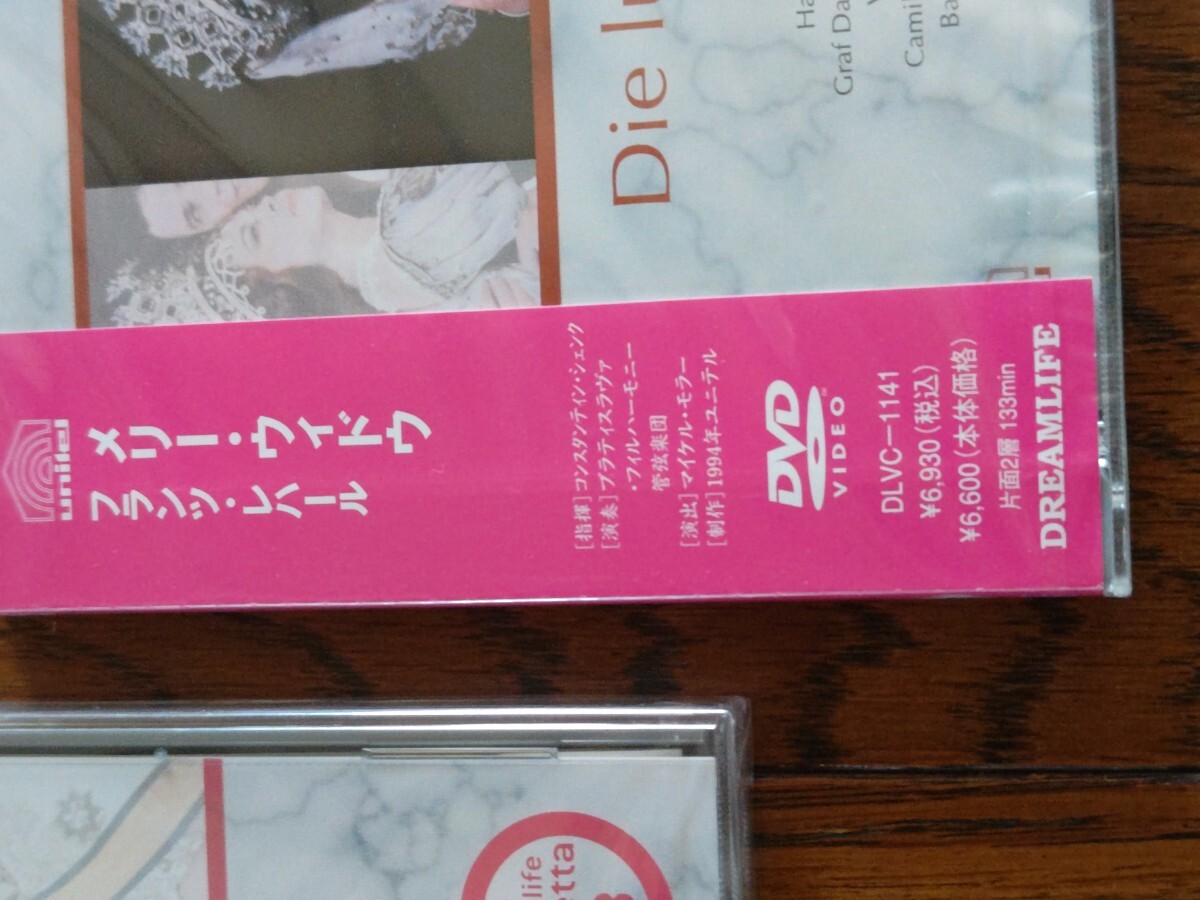 unitel
フランツ・レハール
メリー・ウィドウ
[指揮]コンスタンティン・シェンク
[演奏]ブラティスラヴァ
・フィルハーモニー
管弦楽団
[演出]マイケル・モラー
[制作]1994年ユニテル
DVD
VIDEO
DLVC－1141
￥6,930(税込)
￥6,600(本体価格)
片面2層 133min
DREAMLIFE
Die lu
Ha
Graf Da
Camil
Ba
life
etta